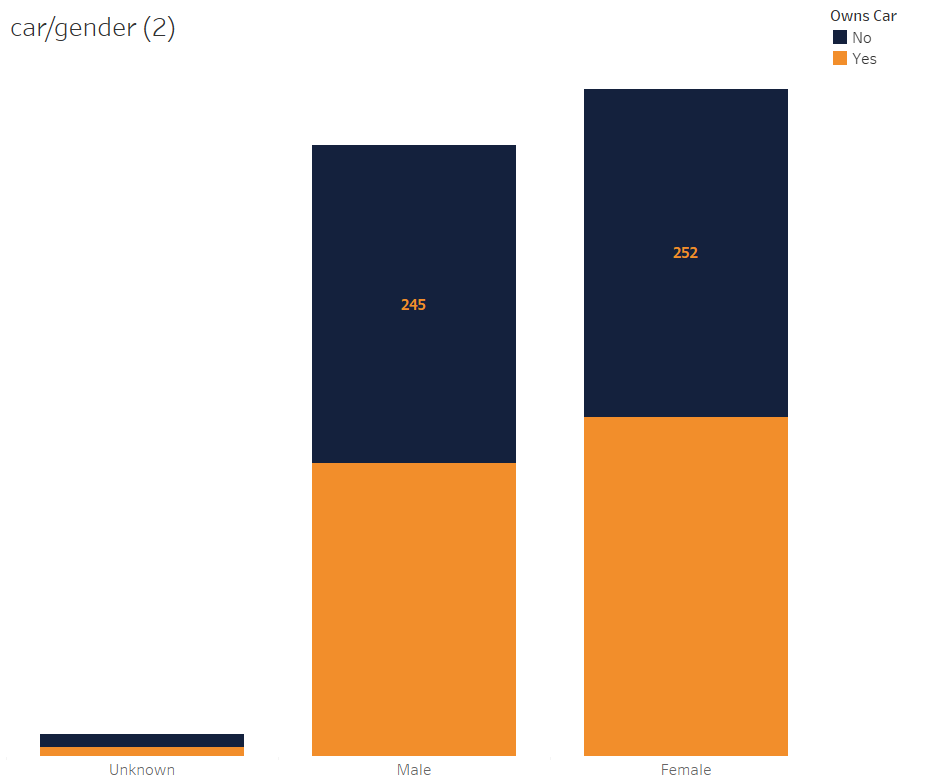 car/gender (2)
Owns Car
No
Yes
245
252
Unknown
Male
Female